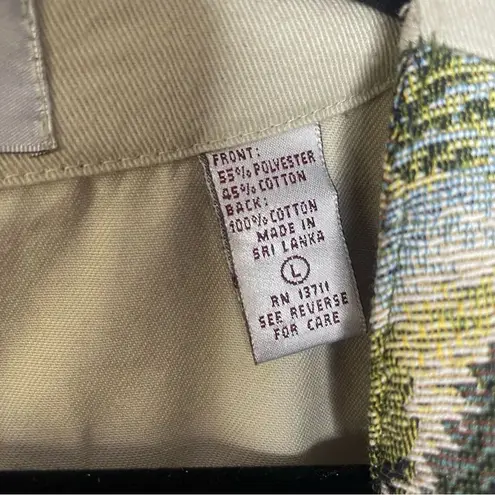 FRONT:
55% POLYESTER
45% COTTON
BACK:
100% COTTON
MADE IN
SRI LANKA
L
RN 13711
SEE REVERSE
FOR CARE